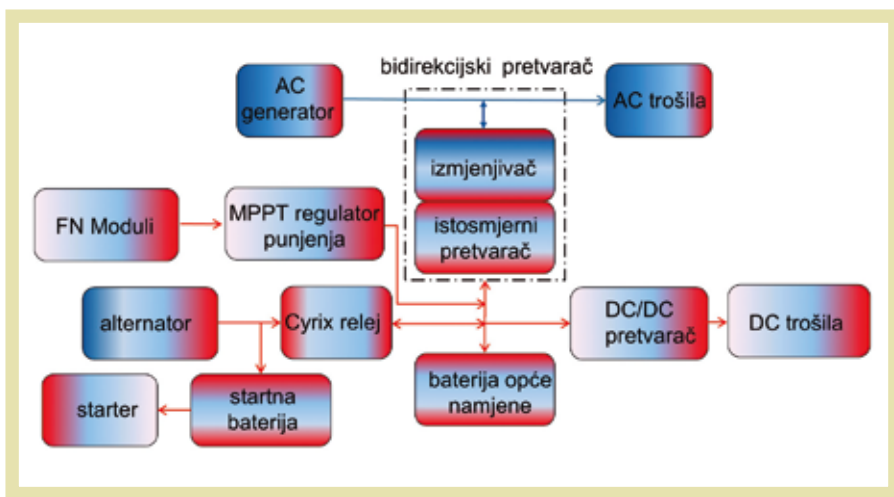 bidirekcijski pretvarač
AC
generator
AC trošila
izmjenjivač
FN Moduli
MPPT regulator
punjenja
istosmjerni
pretvarač
alternator
Cyrix relej
DC/DC
pretvarač
DC trošila
starter
startna
baterija
baterija opće
namjene